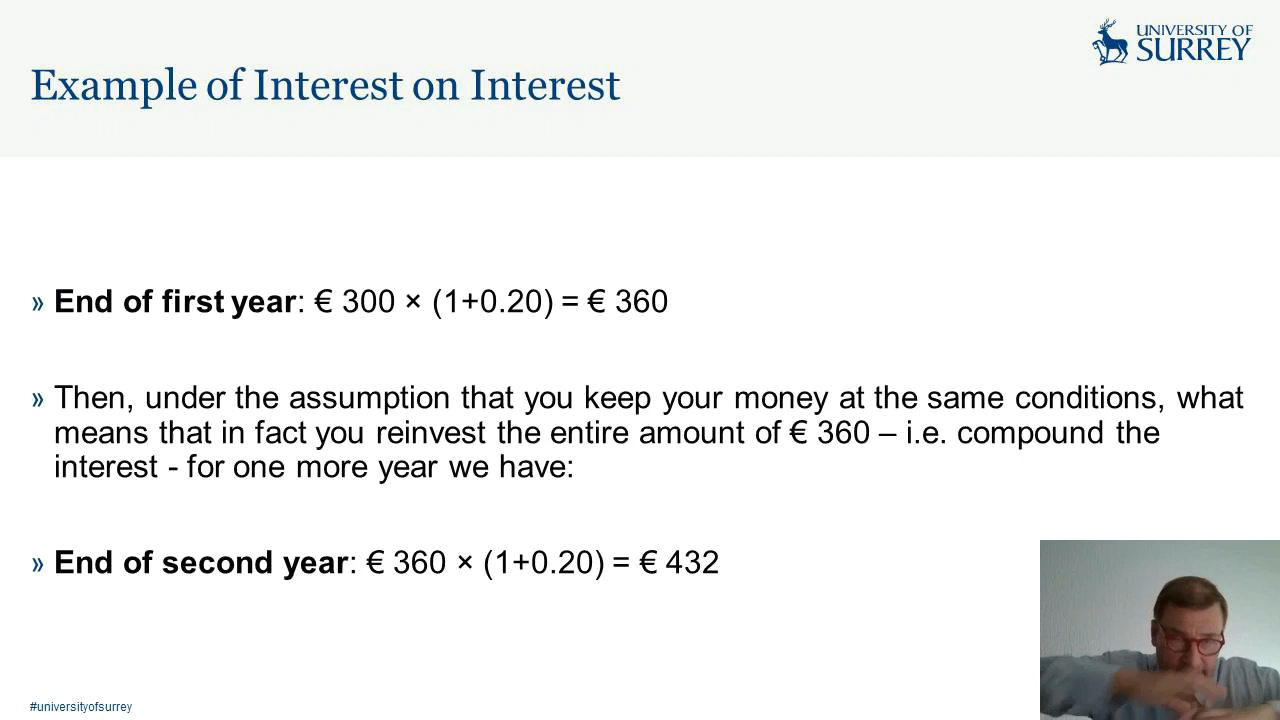 UNIVERSITY OF
SURREY
Example of Interest on Interest
» End of first year: € 300 × (1+0.20) = € 360
» Then, under the assumption that you keep your money at the same conditions, what
means that in fact you reinvest the entire amount of € 360 – i.e. compound the
interest - for one more year we have:
» End of second year: € 360 × (1+0.20) = € 432
#universityofsurrey